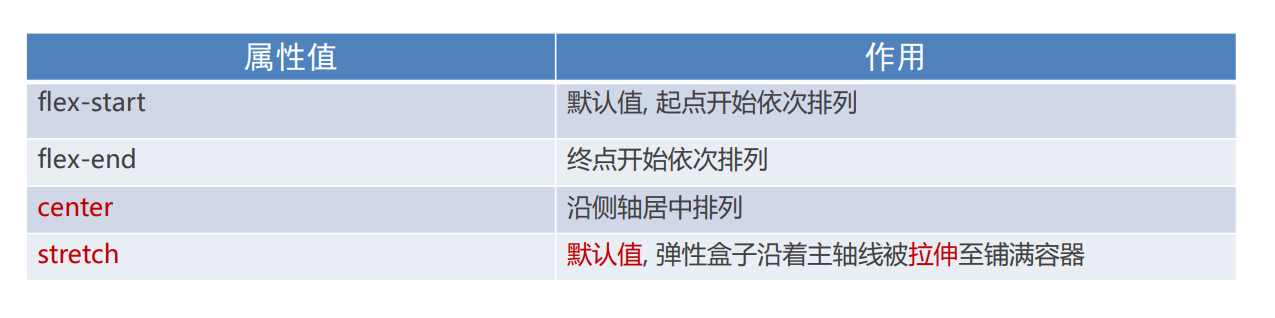 属性值 作用
flex-start 默认值, 起点开始依次排列
flex-end 终点开始依次排列
center 沿侧轴居中排列
stretch 默认值, 弹性盒子沿着主轴线被拉伸至铺满容器